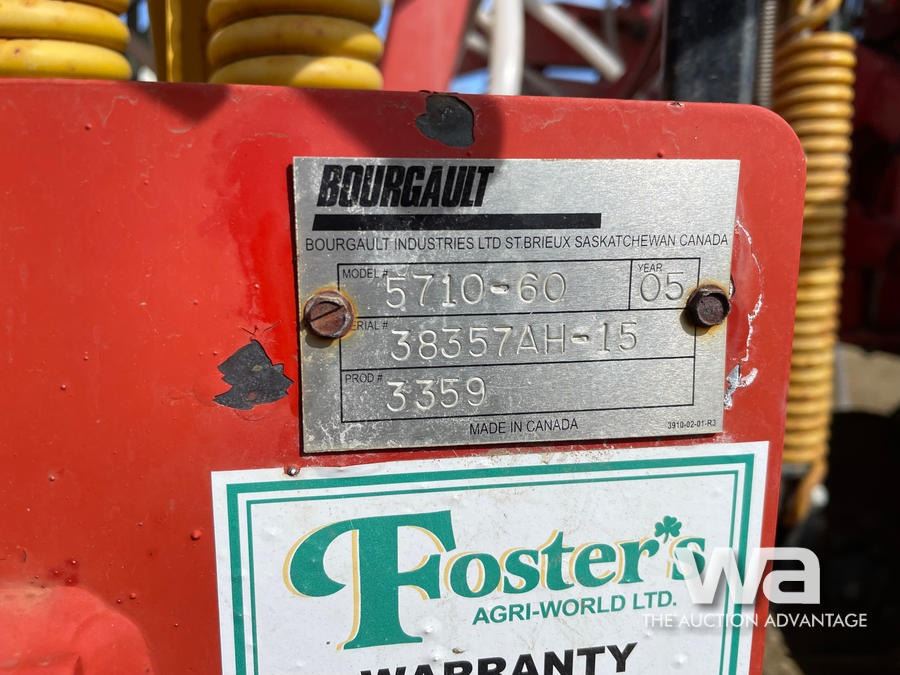 BOURGAULT
BOURGAULT INDUSTRIES LTD ST.BRIEUX SASKATCHEWAN CANADA
MODEL # 5710-60 YEAR 05
SERIAL # 38357AH-15
PROD # 3359
MADE IN CANADA 3910-02-01-R3
Foster's
AGRI-WORLD LTD.
WARRANTY
wa
THE AUCTION ADVANTAGE